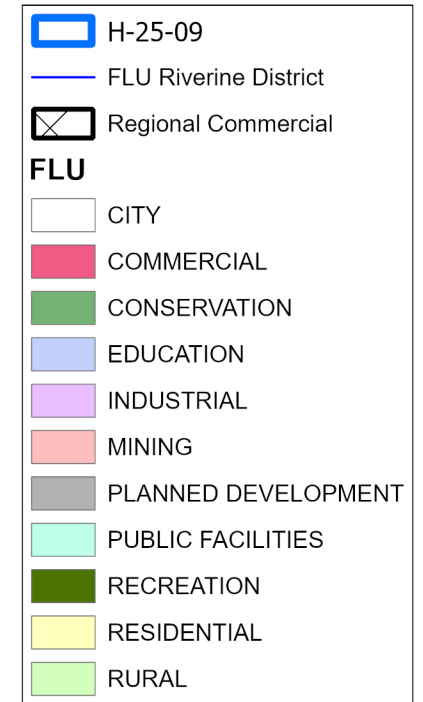 H-25-09
FLU Riverine District
Regional Commercial
FLU
CITY
COMMERCIAL
CONSERVATION
EDUCATION
INDUSTRIAL
MINING
PLANNED DEVELOPMENT
PUBLIC FACILITIES
RECREATION
RESIDENTIAL
RURAL